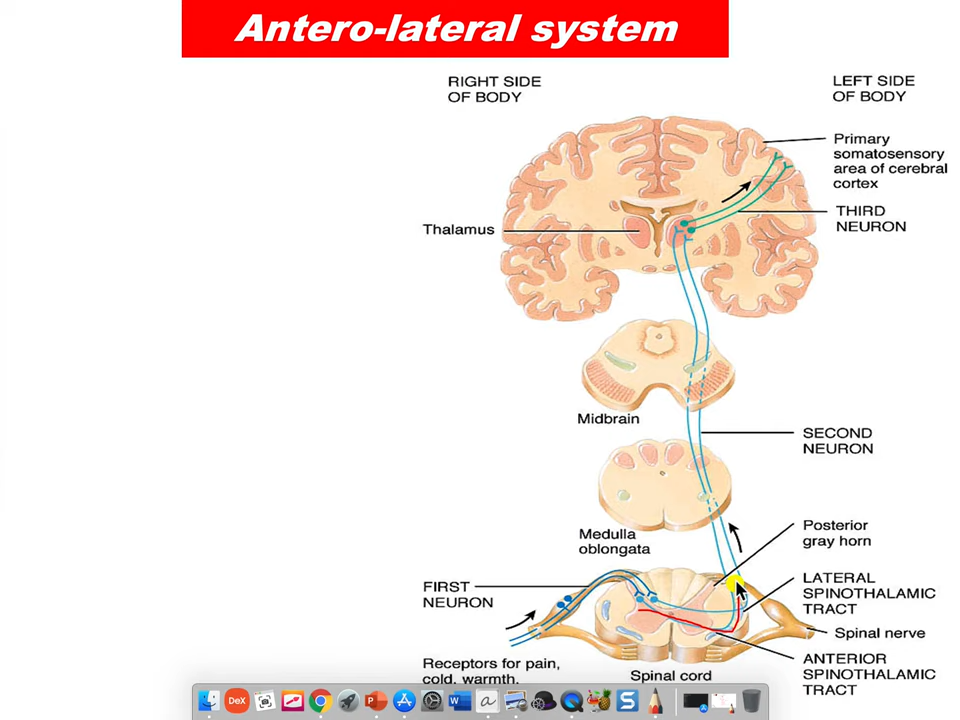 Antero-lateral system
RIGHT SIDE
OF BODY
LEFT SIDE
OF BODY
Primary
somatosensory
area of cerebral
cortex
THIRD
NEURON
Thalamus
Midbrain
SECOND
NEURON
Medulla
oblongata
Posterior
gray horn
FIRST
NEURON
LATERAL
SPINOTHALAMIC
TRACT
Spinal nerve
Receptors for pain,
cold, warmth,
Spinal cord
ANTERIOR
SPINOTHALAMIC
TRACT
DeX
P
W
a
S